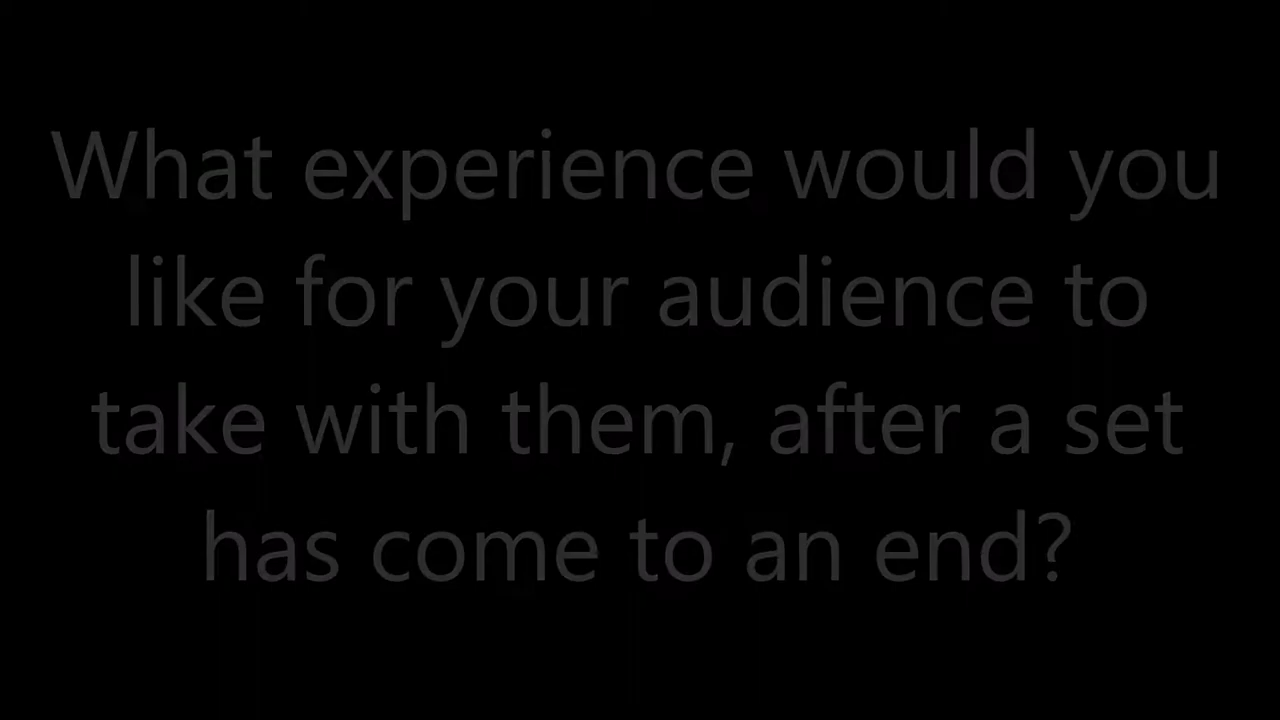 What experience would you
like for your audience to
take with them, after a set
has come to an end?